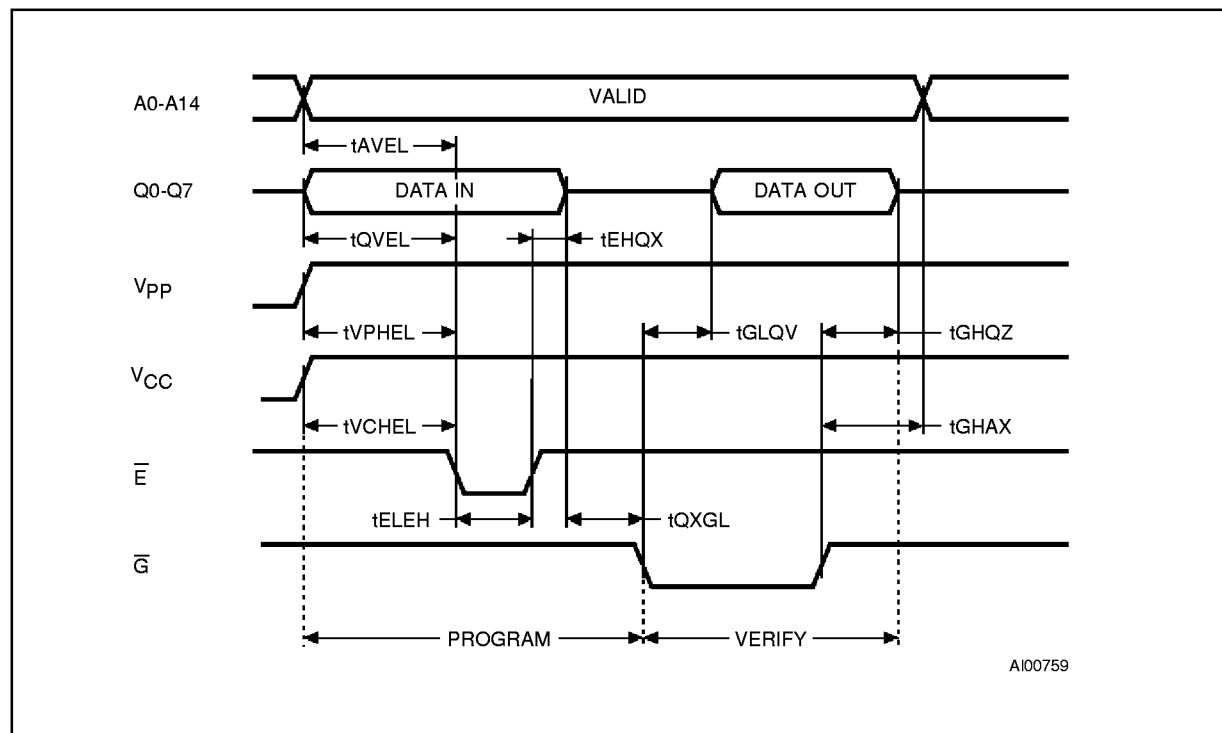 A0-A14
VALID
tAVEL
Q0-Q7
DATA IN
DATA OUT
tQVEL
tEHQX
VPP
tVPHEL
tGLQV
tGHQZ
VCC
tVCHEL
tGHAX
E̅
tELEH
tQXGL
G̅
PROGRAM
VERIFY
AI00759